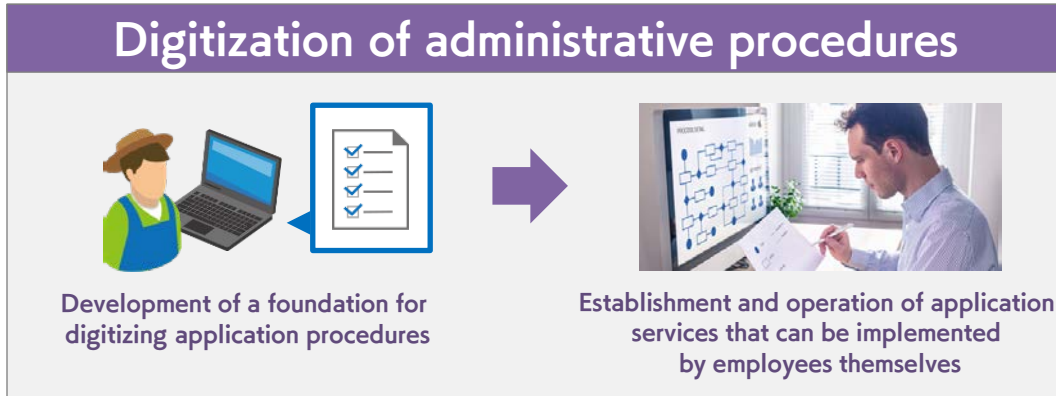 Digitization of administrative procedures
Development of a foundation for
digitizing application procedures
Establishment and operation of application
services that can be implemented
by employees themselves